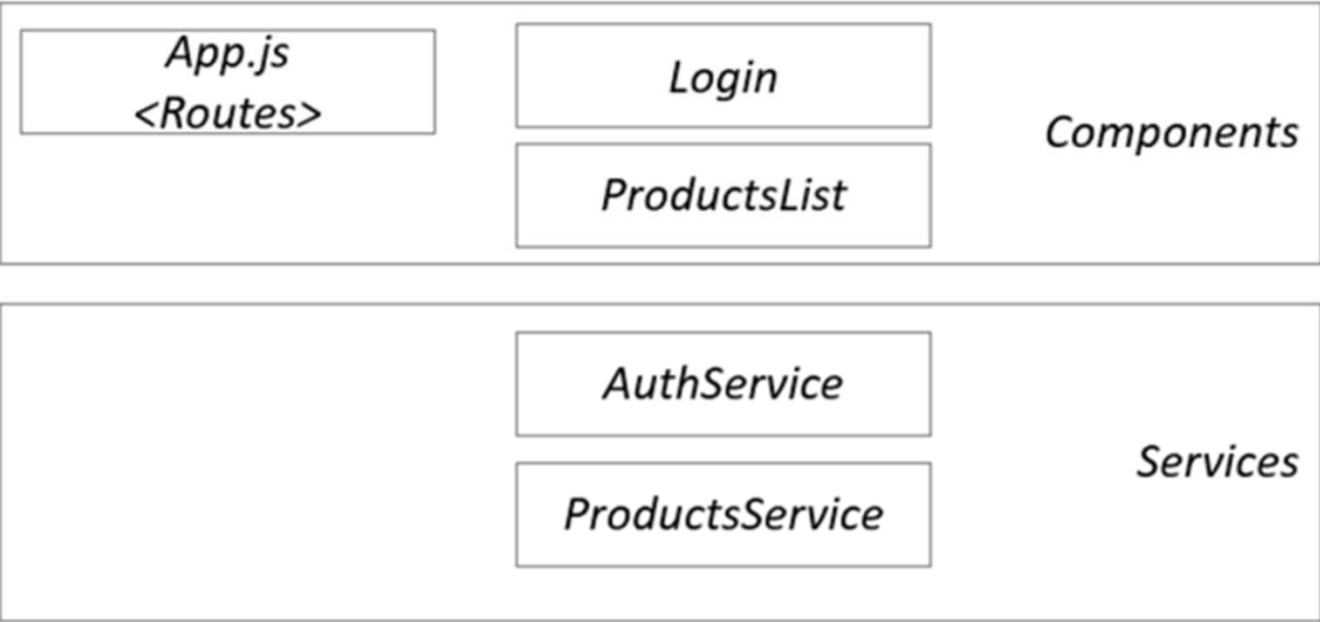 App.js
<Routes>
Login
ProductsList
Components
AuthService
ProductsService
Services